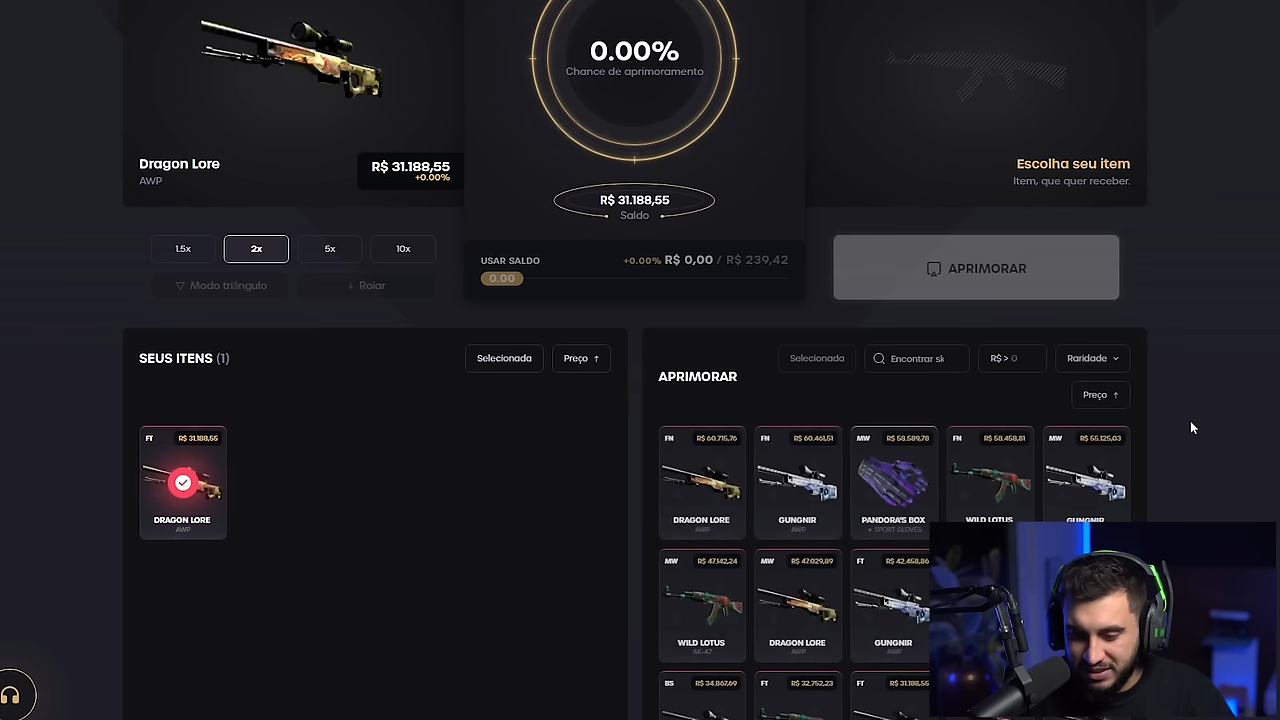 0.00%
Chance de aprimoramento
Dragon Lore
AWP
R$ 31.188,55
+0.00%
R$ 31.188,55
Saldo
Escolha seu item
Item, que quer receber.
1.5x
2x
5x
10x
Modo triângulo
Rolar
USAR SALDO
+0.00% R$ 0,00 / R$ 239,42
0.00
APRIMORAR
SEUS ITENS (1)
Selecionada
Preço ↑
FT
R$ 31.188,55
DRAGON LORE
AWP
APRIMORAR
Selecionada
Encontrar sk
R$ > 0
Raridade
Preço ↑
FN
R$ 60.715,76
DRAGON LORE
AWP
FN
R$ 60.461,51
GUNGNIR
AWP
MW
R$ 58.589,78
PANDORA'S BOX
★ SPORT GLOVES
FN
R$ 58.458,81
WILD LOTUS
MW
R$ 55.125,03
GUNGNIR
MW
R$ 47.142,24
WILD LOTUS
AK-47
MW
R$ 47.029,89
DRAGON LORE
AWP
FT
R$ 42.458,86
GUNGNIR
AWP
BS
R$ 34.867,69
FT
R$ 32.752,23
FT
R$ 31.188,55